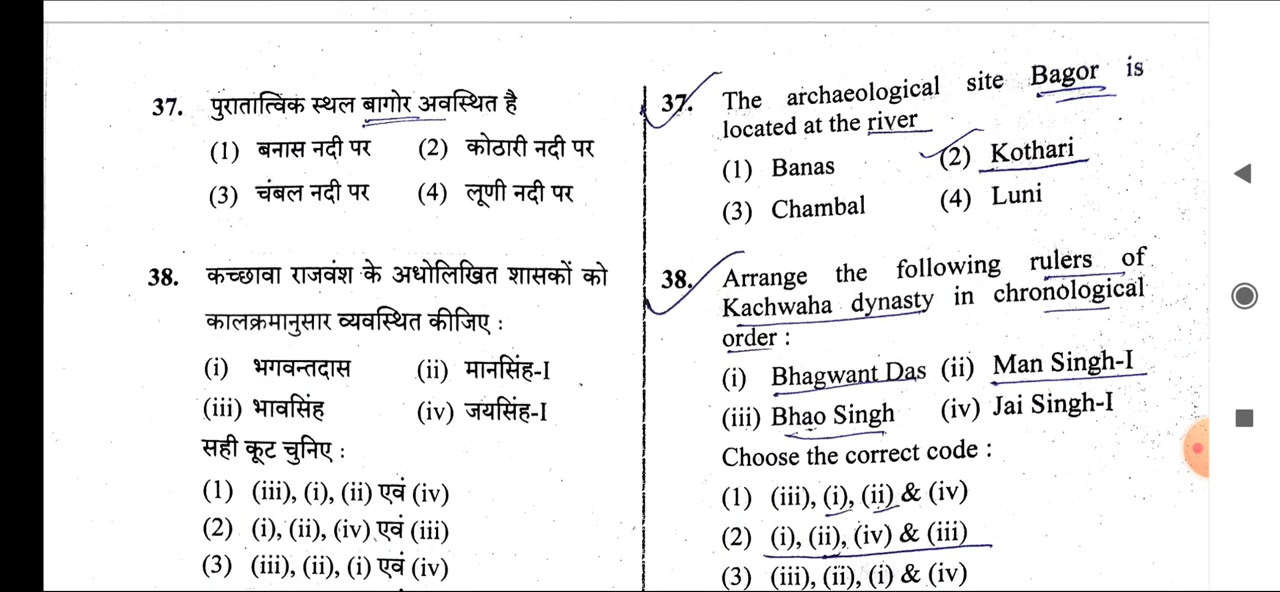 37. पुरातात्विक स्थल बागोर अवस्थित है
(1) बनास नदी पर (2) कोठारी नदी पर
(3) चंबल नदी पर (4) लूणी नदी पर
38. कच्छावा राजवंश के अधोलिखित शासकों को
कालक्रमानुसार व्यवस्थित कीजिए :
(i) भगवन्तदास (ii) मानसिंह-I
(iii) भावसिंह (iv) जयसिंह-I
सही कूट चुनिए :
(1) (iii), (i), (ii) एवं (iv)
(2) (i), (ii), (iv) एवं (iii)
(3) (iii), (ii), (i) एवं (iv)
37. The archaeological site Bagor is
located at the river
(1) Banas (2) Kothari
(3) Chambal (4) Luni
38. Arrange the following rulers of
Kachwaha dynasty in chronological
order :
(i) Bhagwant Das (ii) Man Singh-I
(iii) Bhao Singh (iv) Jai Singh-I
Choose the correct code :
(1) (iii), (i), (ii) & (iv)
(2) (i), (ii), (iv) & (iii)
(3) (iii), (ii), (i) & (iv)